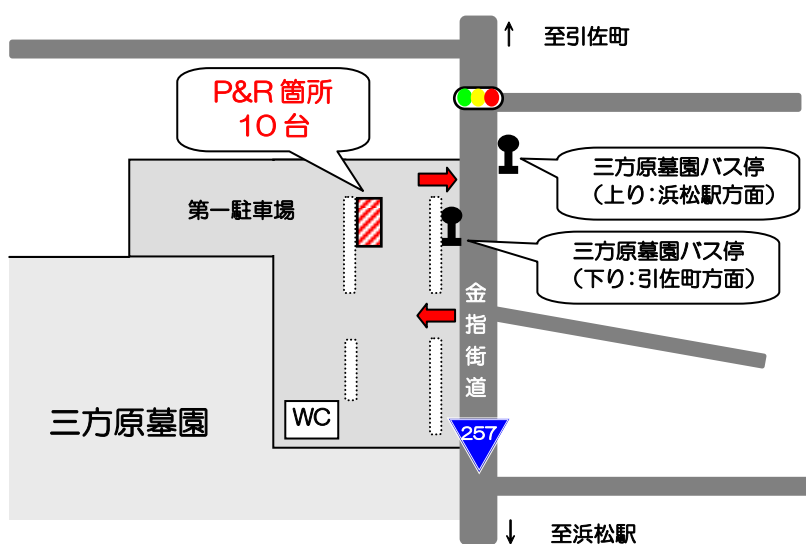 ↑ 至引佐町
P&R 箇所
10 台
三方原墓園バス停
（上り：浜松駅方面）
第一駐車場
三方原墓園バス停
（下り：引佐町方面）
金指街道
WC
三方原墓園
257
↓ 至浜松駅